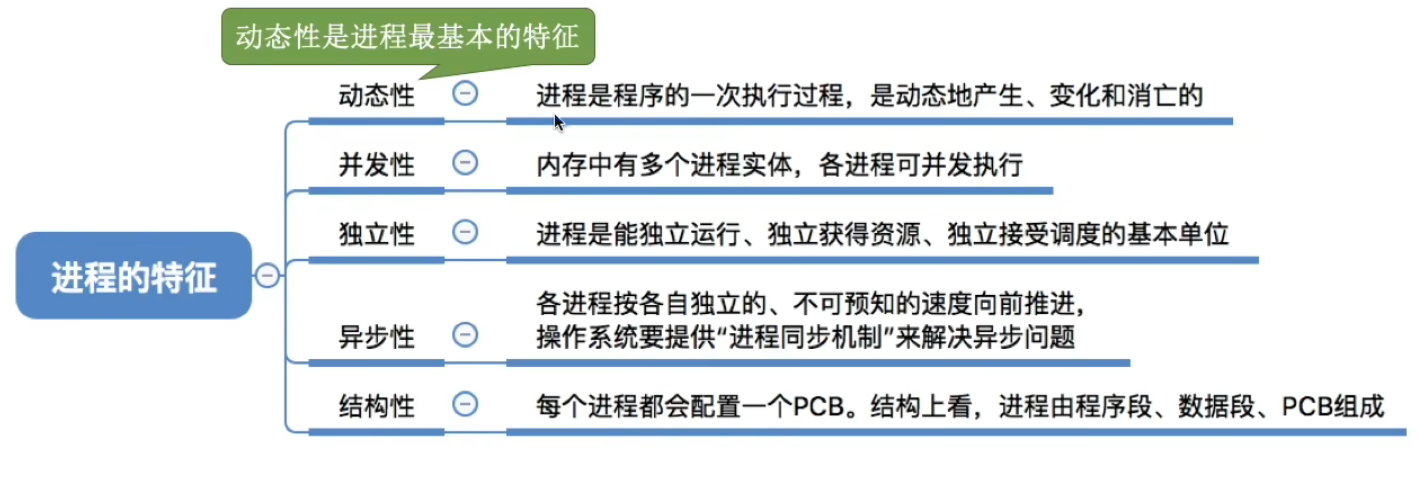 动态性是进程最基本的特征
动态性
进程是程序的一次执行过程，是动态地产生、变化和消亡的
并发性
内存中有多个进程实体，各进程可并发执行
独立性
进程是能独立运行、独立获得资源、独立接受调度的基本单位
进程的特征
异步性
各进程按各自独立的、不可预知的速度向前推进，
操作系统要提供“进程同步机制”来解决异步问题
结构性
每个进程都会配置一个PCB。结构上看，进程由程序段、数据段、PCB组成